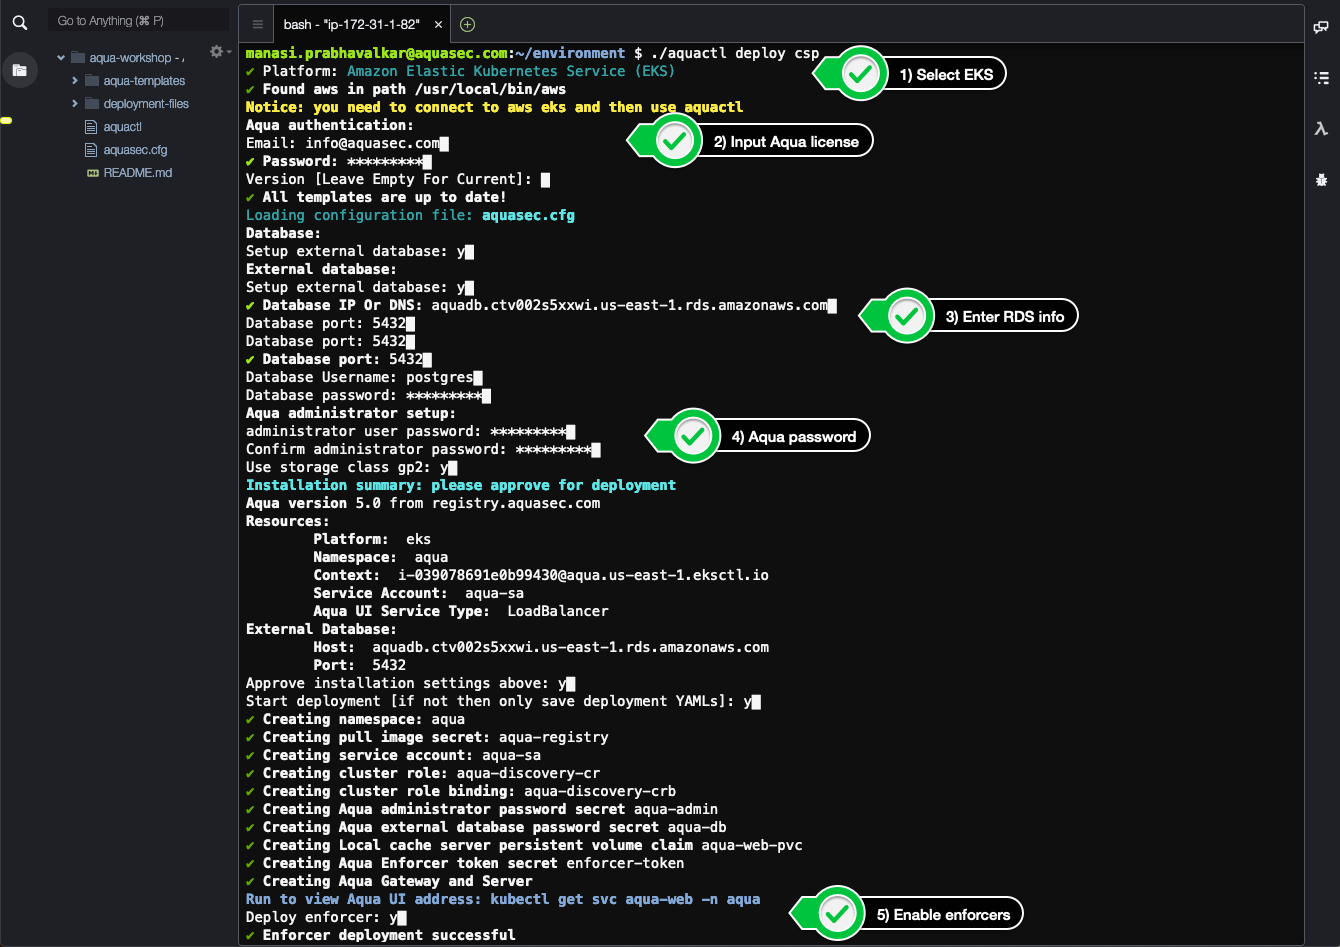 Go to Anything (⌘ P)
bash - "ip-172-31-1-82" ×
aqua-workshop - /
aqua-templates
deployment-files
aquactl
aquasec.cfg
README.md
manasi.prabhavalkar@aquasec.com:~/environment $ ./aquactl deploy csp
✔ Platform: Amazon Elastic Kubernetes Service (EKS)
1) Select EKS
✔ Found aws in path /usr/local/bin/aws
Notice: you need to connect to aws eks and then use aquactl
Aqua authentication:
Email: info@aquasec.com
2) Input Aqua license
✔ Password: *********
Version [Leave Empty For Current]:
✔ All templates are up to date!
Loading configuration file: aquasec.cfg
Database:
Setup external database: y
External database:
Setup external database: y
✔ Database IP Or DNS: aquadb.ctv002s5xxwi.us-east-1.rds.amazonaws.com
3) Enter RDS info
Database port: 5432
Database port: 5432
✔ Database port: 5432
Database Username: postgres
Database password: *********
Aqua administrator setup:
administrator user password: *********
4) Aqua password
Confirm administrator password: *********
Use storage class gp2: y
Installation summary: please approve for deployment
Aqua version 5.0 from registry.aquasec.com
Resources:
Platform: eks
Namespace: aqua
Context: i-039078691e0b99430@aqua.us-east-1.eksctl.io
Service Account: aqua-sa
Aqua UI Service Type: LoadBalancer
External Database:
Host: aquadb.ctv002s5xxwi.us-east-1.rds.amazonaws.com
Port: 5432
Approve installation settings above: y
Start deployment [if not then only save deployment YAMLs]: y
✔ Creating namespace: aqua
✔ Creating pull image secret: aqua-registry
✔ Creating service account: aqua-sa
✔ Creating cluster role: aqua-discovery-cr
✔ Creating cluster role binding: aqua-discovery-crb
✔ Creating Aqua administrator password secret aqua-admin
✔ Creating Aqua external database password secret aqua-db
✔ Creating Local cache server persistent volume claim aqua-web-pvc
✔ Creating Aqua Enforcer token secret enforcer-token
✔ Creating Aqua Gateway and Server
Run to view Aqua UI address: kubectl get svc aqua-web -n aqua
Deploy enforcer: y
5) Enable enforcers
✔ Enforcer deployment successful